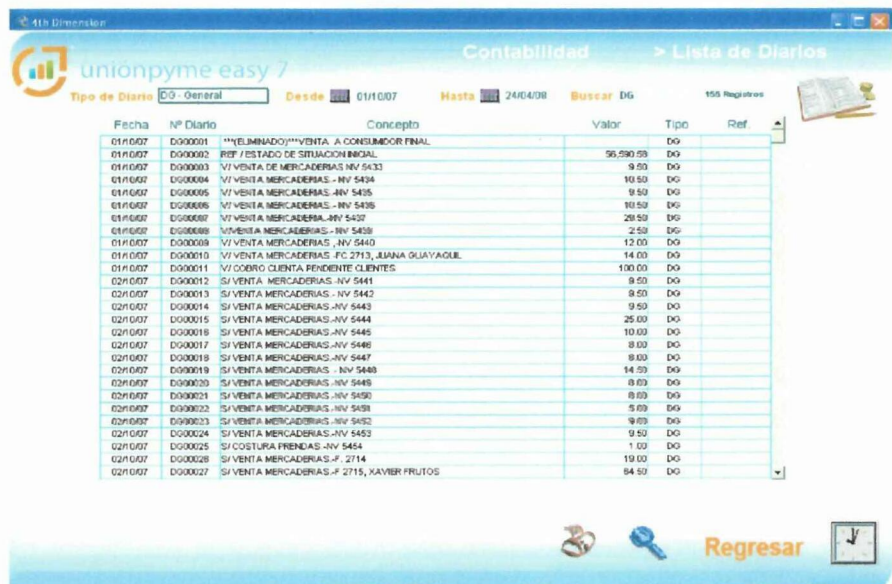 4th Dimension
Contabilidad > Lista de Diarios
unionpyme easy 7
Tipo de Diario DG - General Desde 01/10/07 Hasta 24/04/08 Buscar DG 155 Registros
Fecha Nº Diario Concepto Valor Tipo Ref.
01/10/07 DG00001 ***(ELIMINADO)***VENTA A CONSUMIDOR FINAL DG
01/10/07 DG00002 REF / ESTADO DE SITUACION INICIAL 56,590.58 DG
01/10/07 DG00003 V/ VENTA DE MERCADERIAS NV 5433 9.50 DG
01/10/07 DG00004 V/ VENTA MERCADERIAS.- NV 5434 10.50 DG
01/10/07 DG00005 V/ VENTA MERCADERIAS.-NV 5435 9.50 DG
01/10/07 DG00006 V/ VENTA MERCADERIAS.- NV 5436 10.50 DG
01/10/07 DG00007 V/ VENTA MERCADERIA.-NV 5437 29.50 DG
01/10/07 DG00008 V/VENTA MERCADERIAS.- NV 5439 2.50 DG
01/10/07 DG00009 V/ VENTA MERCADERIAS ,-NV 5440 12.00 DG
01/10/07 DG00010 V/ VENTA MERCADERIAS -FC 2713, JUANA GUAYAQUIL 14.00 DG
01/10/07 DG00011 V/ COBRO CUENTA PENDIENTE CLIENTES 100.00 DG
02/10/07 DG00012 S/ VENTA MERCADERIAS.-NV 5441 9.50 DG
02/10/07 DG00013 S/ VENTA MERCADERIAS.- NV 5442 9.50 DG
02/10/07 DG00014 S/ VENTA MERCADERIAS.-NV 5443 9.50 DG
02/10/07 DG00015 S/ VENTA MERCADERIAS.-NV 5444 25.00 DG
02/10/07 DG00016 S/ VENTA MERCADERIAS.-NV 5445 10.00 DG
02/10/07 DG00017 S/ VENTA MERCADERIAS.-NV 5446 8.00 DG
02/10/07 DG00018 S/ VENTA MERCADERIAS.-NV 5447 8.00 DG
02/10/07 DG00019 S/ VENTA MERCADERIAS. - NV 5448 14.50 DG
02/10/07 DG00020 S/ VENTA MERCADERIAS.-NV 5449 8.00 DG
02/10/07 DG00021 S/ VENTA MERCADERIAS.-NV 5450 8.00 DG
02/10/07 DG00022 S/ VENTA MERCADERIAS.-NV 5451 5.00 DG
02/10/07 DG00023 S/ VENTA MERCADERIAS.-NV 5452 9.00 DG
02/10/07 DG00024 S/ VENTA MERCADERIAS.-NV 5453 9.50 DG
02/10/07 DG00025 S/ COSTURA PRENDAS.-NV 5454 1.00 DG
02/10/07 DG00026 S/ VENTA MERCADERIAS.-F. 2714 19.00 DG
02/10/07 DG00027 S/ VENTA MERCADERIAS.-F 2715, XAVIER FRUTOS 64.50 DG
Regresar